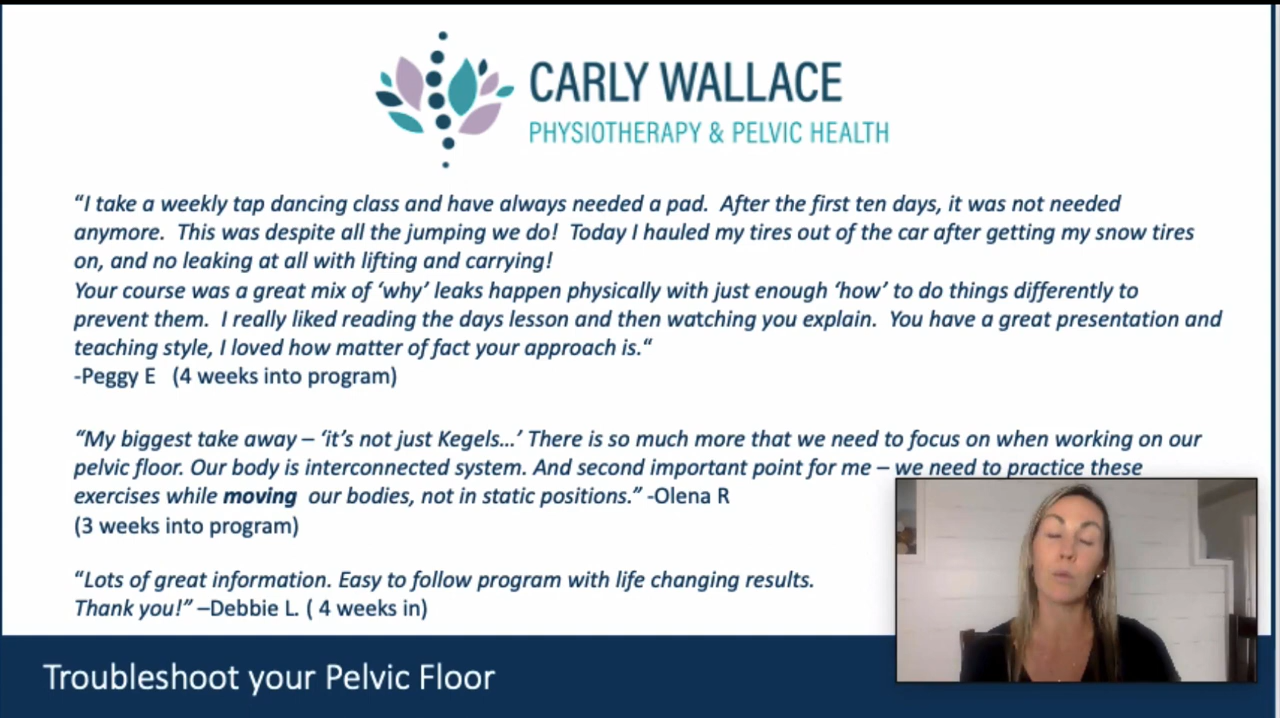 CARLY WALLACE
PHYSIOTHERAPY & PELVIC HEALTH
“I take a weekly tap dancing class and have always needed a pad.  After the first ten days, it was not needed
anymore.  This was despite all the jumping we do!  Today I hauled my tires out of the car after getting my snow tires
on, and no leaking at all with lifting and carrying!
Your course was a great mix of ‘why’ leaks happen physically with just enough ‘how’ to do things differently to
prevent them.  I really liked reading the days lesson and then watching you explain.  You have a great presentation and
teaching style, I loved how matter of fact your approach is.“
-Peggy E   (4 weeks into program)
“My biggest take away – ‘it’s not just Kegels…’ There is so much more that we need to focus on when working on our
pelvic floor. Our body is interconnected system. And second important point for me – we need to practice these
exercises while moving  our bodies, not in static positions.” -Olena R
(3 weeks into program)
“Lots of great information. Easy to follow program with life changing results.
Thank you!” –Debbie L. ( 4 weeks in)
Troubleshoot your Pelvic Floor